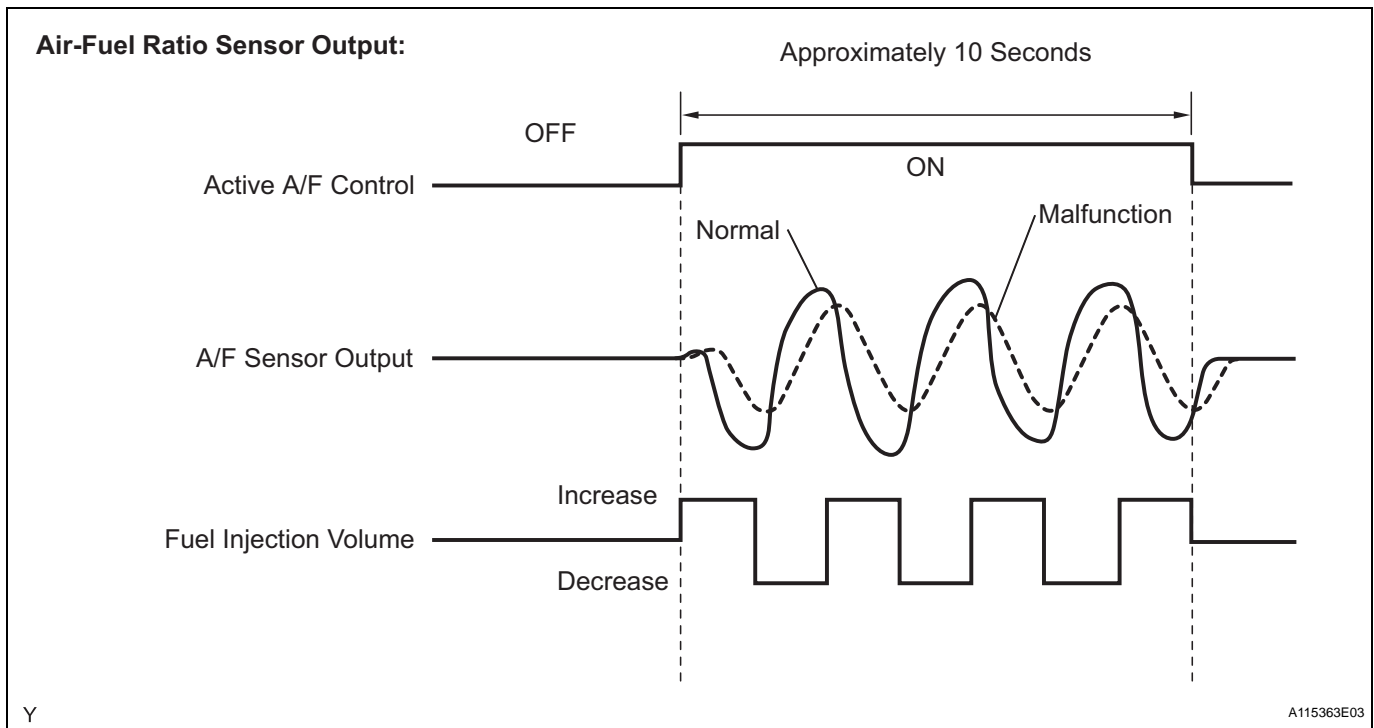 Air-Fuel Ratio Sensor Output:
Approximately 10 Seconds
OFF
ON
Active A/F Control
Normal
Malfunction
A/F Sensor Output
Increase
Fuel Injection Volume
Decrease
Y
A115363E03